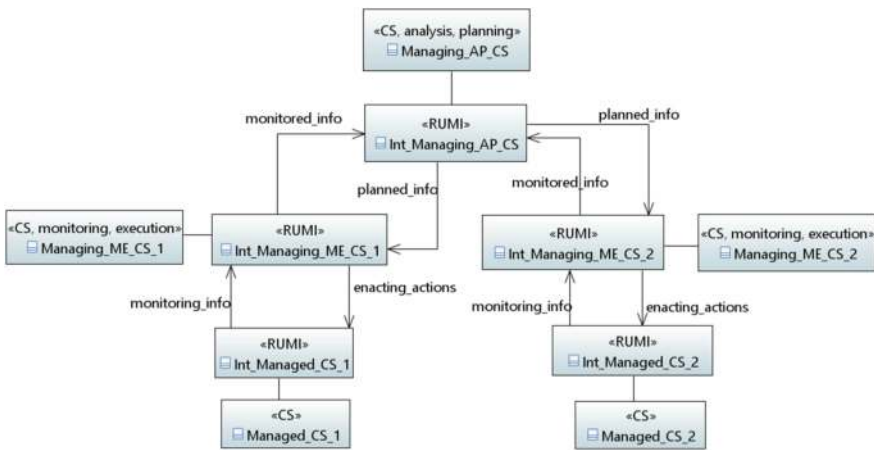 «CS, analysis, planning»
Managing_AP_CS
«RUMI»
Int_Managing_AP_CS
monitored_info
planned_info
planned_info
monitored_info
«CS, monitoring, execution»
Managing_ME_CS_1
«RUMI»
Int_Managing_ME_CS_1
«RUMI»
Int_Managing_ME_CS_2
«CS, monitoring, execution»
Managing_ME_CS_2
monitoring_info
enacting_actions
monitoring_info
enacting_actions
«RUMI»
Int_Managed_CS_1
«RUMI»
Int_Managed_CS_2
«CS»
Managed_CS_1
«CS»
Managed_CS_2